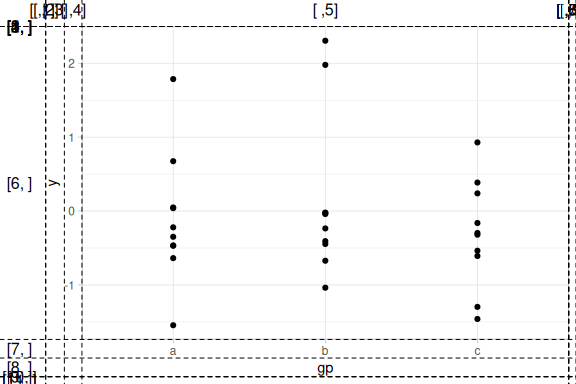 [ ,5]
2
1
[6, ]
y
0
-1
[7, ]
a b c
[8, ]
gp